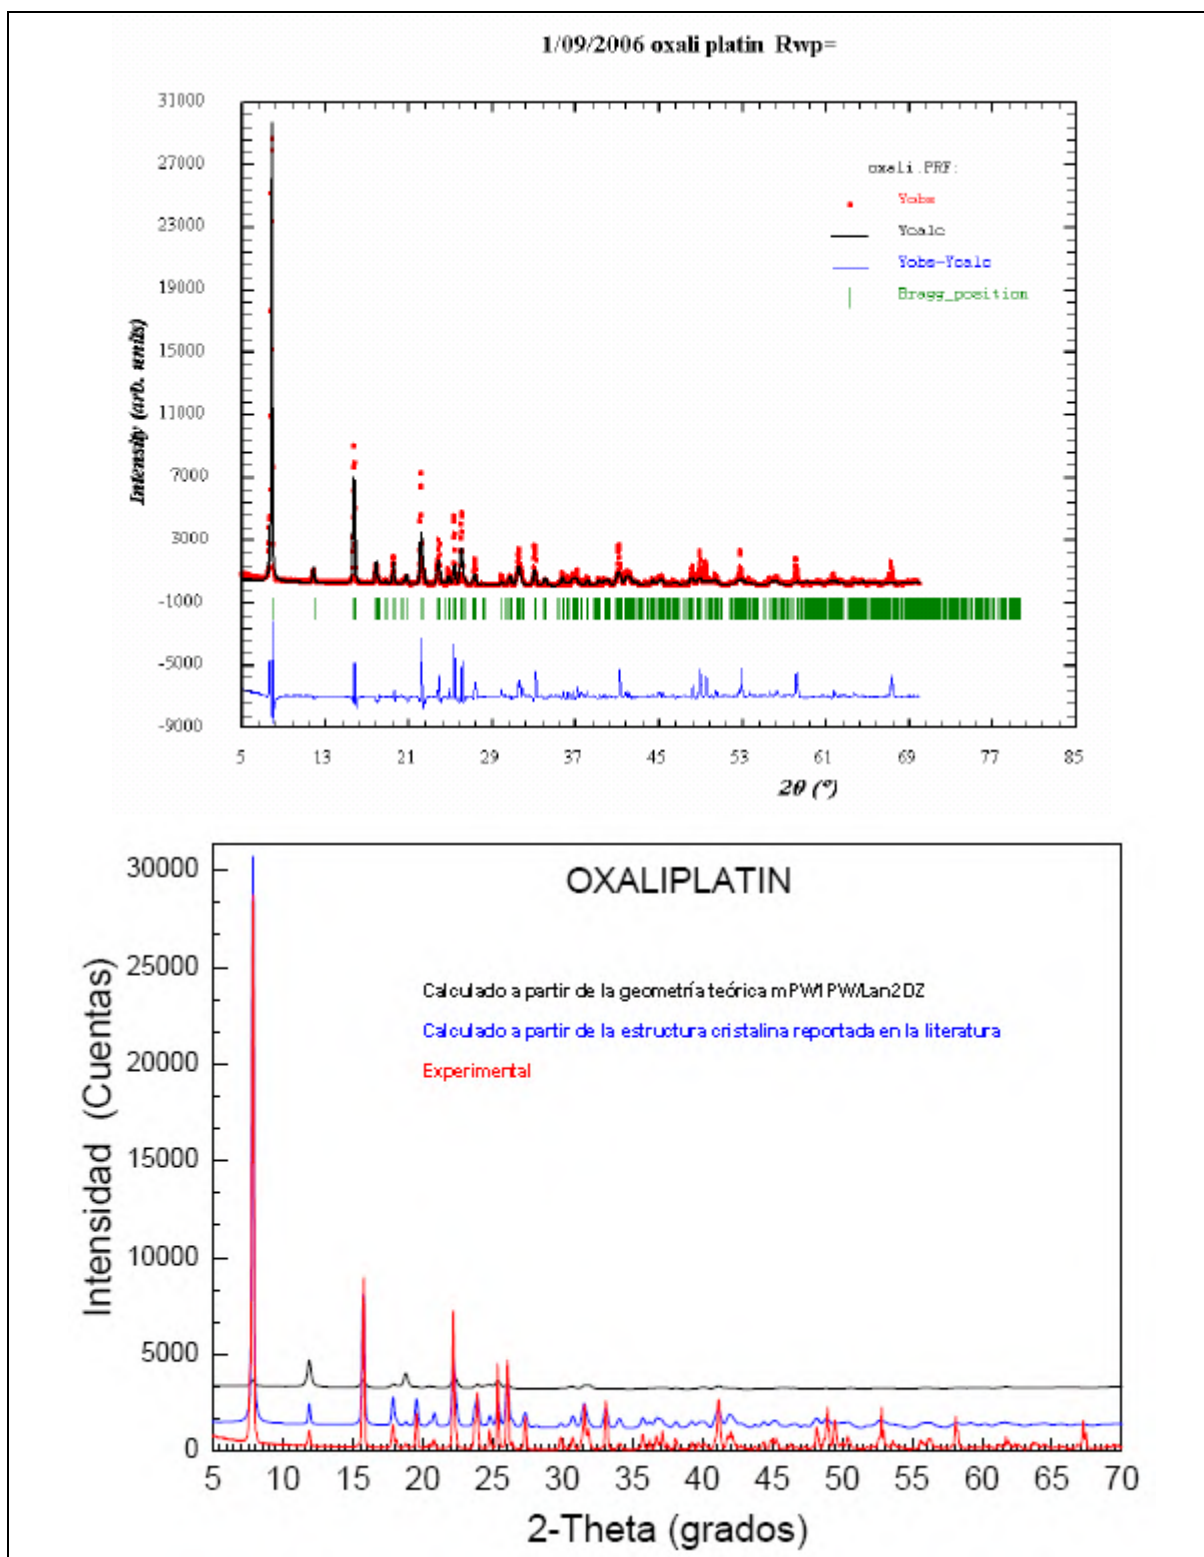 1/09/2006 oxali platin Rwp=
31000
27000
23000
19000
15000
11000
7000
3000
-1000
-5000
-9000
Intensity (arb. units)
oxali.PRF:
Yobs
Ycalc
Yobs-Ycalc
Bragg_position
5 13 21 29 37 45 53 61 69 77 85
2θ (°)
OXALIPLATIN
30000
25000
20000
15000
10000
5000
0
Intensidad (Cuentas)
Calculado a partir de la geometría teórica mPW1PW/Lan2DZ
Calculado a partir de la estructura cristalina reportada en la literatura
Experimental
5 10 15 20 25 30 35 40 45 50 55 60 65 70
2-Theta (grados)